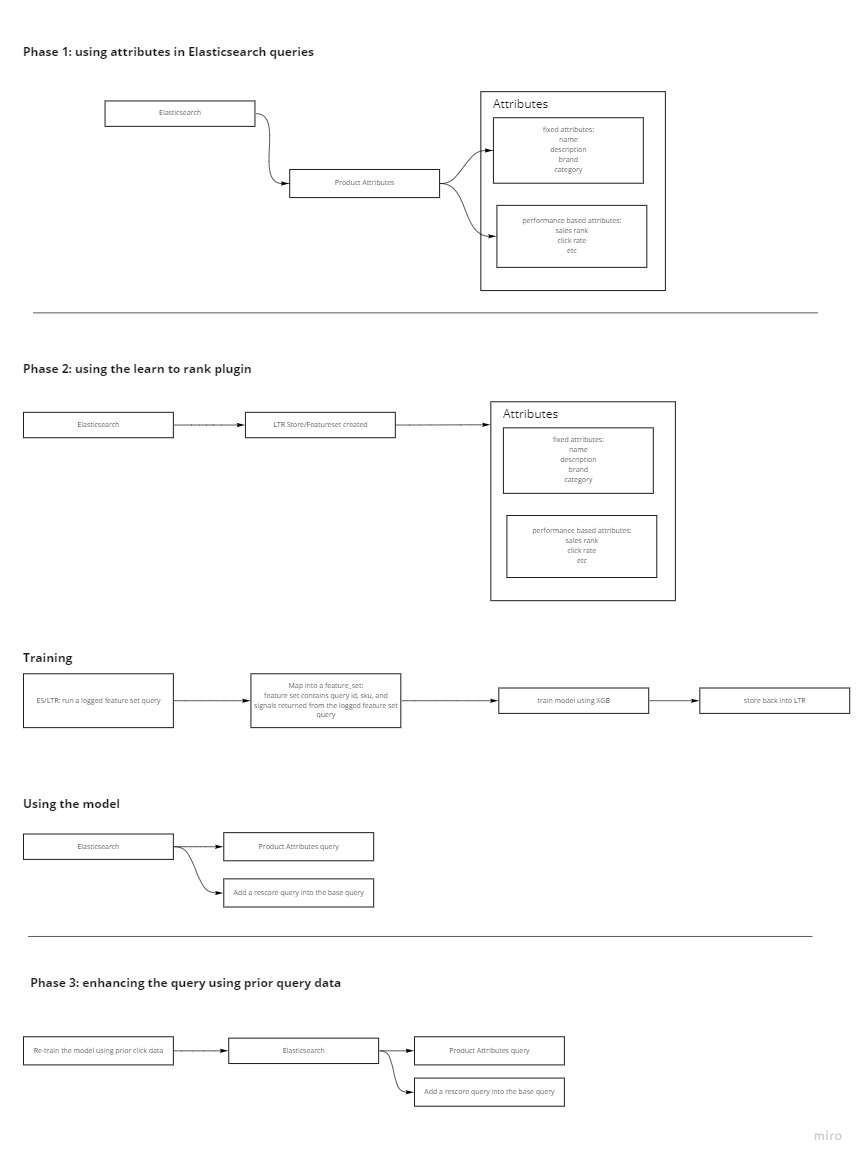 Phase 1: using attributes in Elasticsearch queries
Elasticsearch
Product Attributes
Attributes
fixed attributes:
name
description
brand
category
performance based attributes:
sales rank
click rate
etc
Phase 2: using the learn to rank plugin
Elasticsearch
LTR Store/Featureset created
Attributes
fixed attributes:
name
description
brand
category
performance based attributes:
sales rank
click rate
etc
Training
ES/LTR: run a logged feature set query
Map into a feature_set:
feature set contains query id, sku, and
signals returned from the logged feature set
query
train model using XGB
store back into LTR
Using the model
Elasticsearch
Product Attributes query
Add a rescore query into the base query
Phase 3: enhancing the query using prior query data
Re-train the model using prior click data
Elasticsearch
Product Attributes query
Add a rescore query into the base query
miro